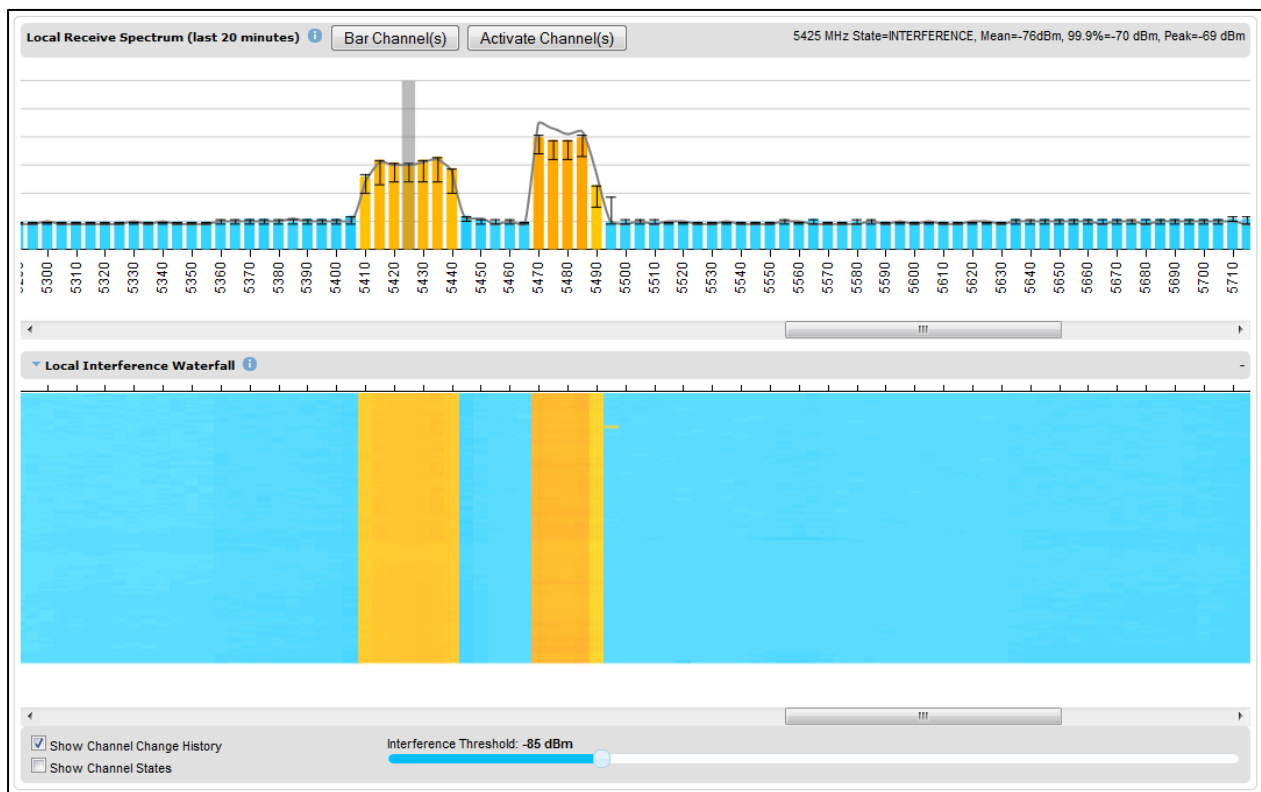 Local Receive Spectrum (last 20 minutes) i Bar Channel(s) Activate Channel(s) 5425 MHz State=INTERFERENCE, Mean=-76dBm, 99.9%=-70 dBm, Peak=-69 dBm
5300 5310 5320 5330 5340 5350 5360 5370 5380 5390 5400 5410 5420 5430 5440 5450 5460 5470 5480 5490 5500 5510 5520 5530 5540 5550 5560 5570 5580 5590 5600 5610 5620 5630 5640 5650 5660 5670 5680 5690 5700 5710
Local Interference Waterfall i -
Show Channel Change History Interference Threshold: -85 dBm
Show Channel States